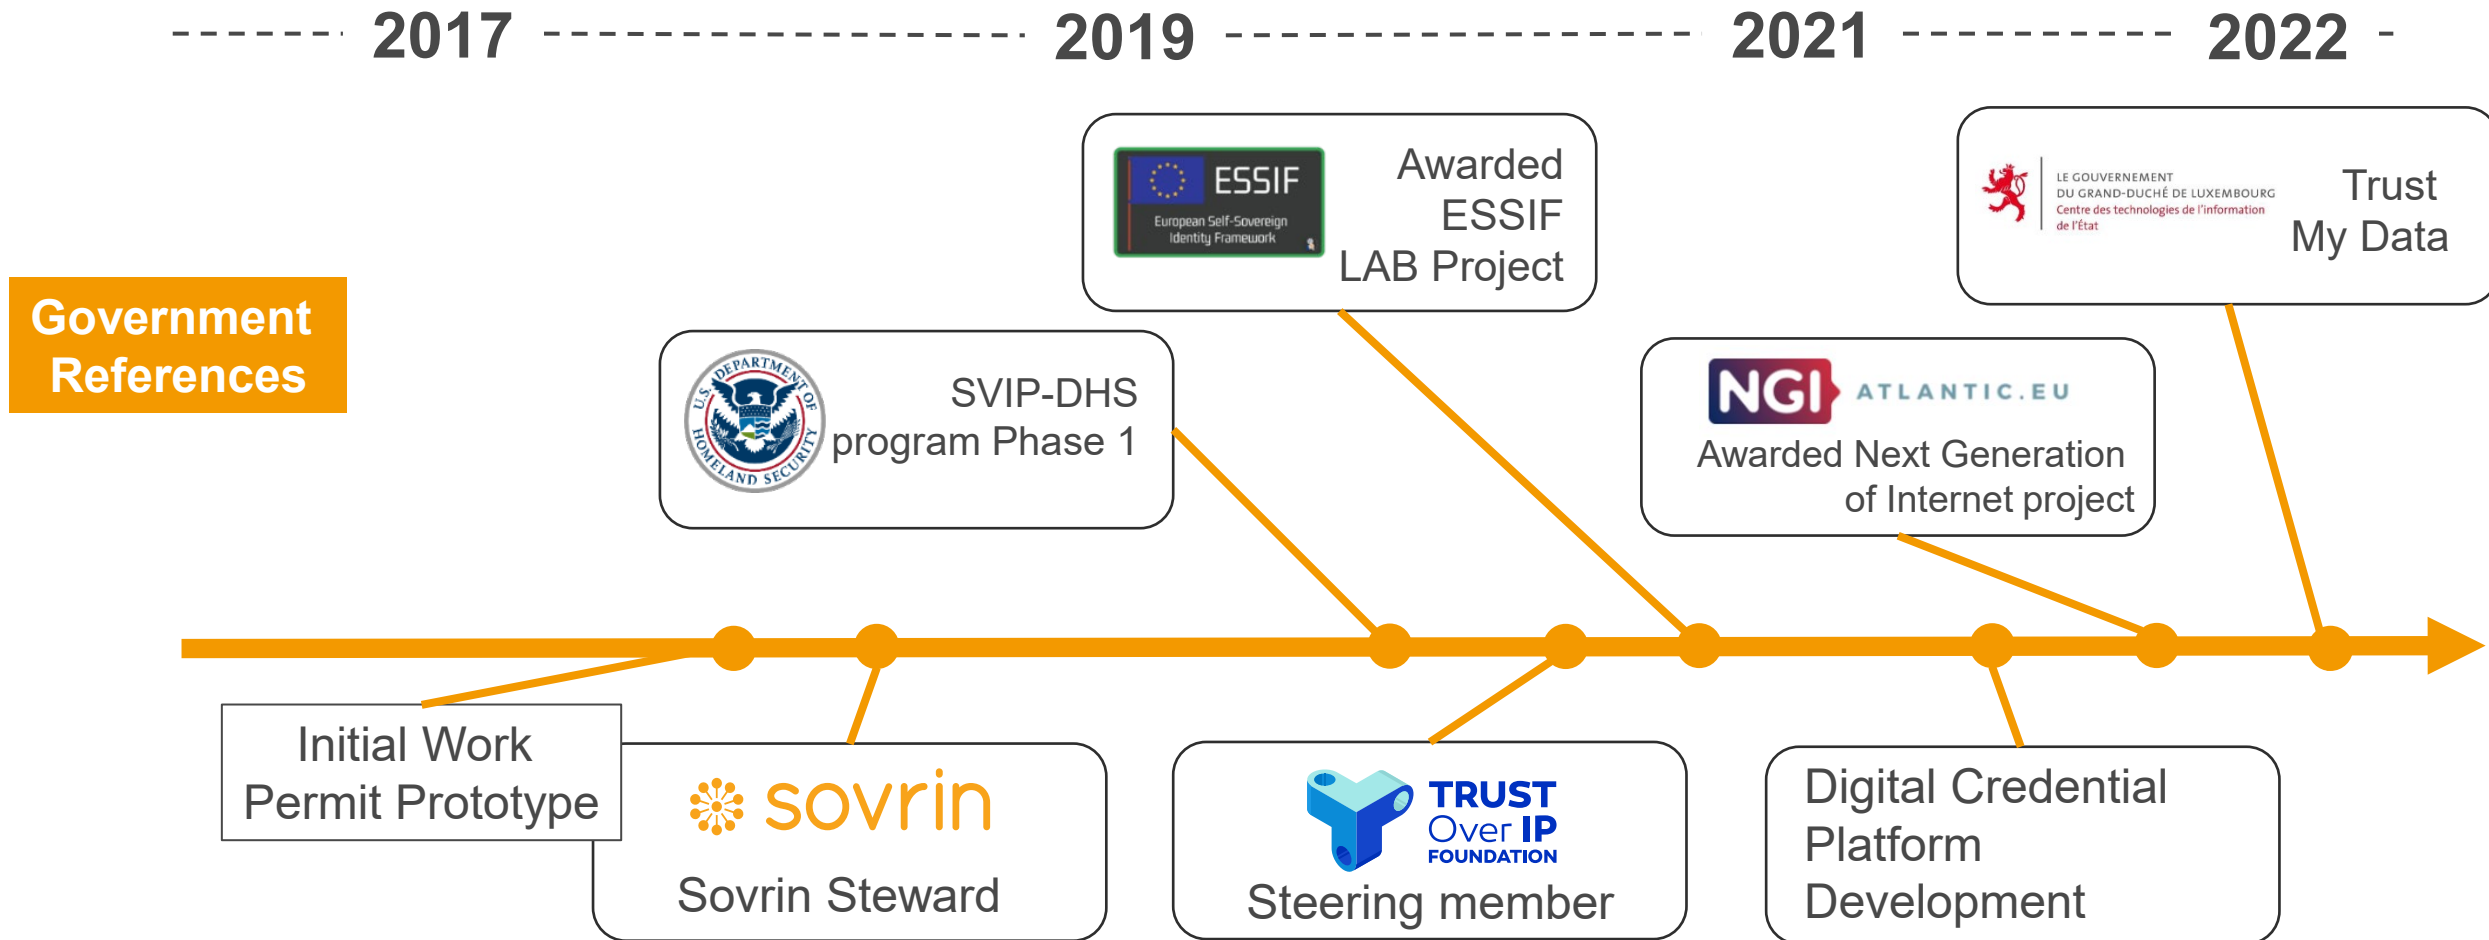 2017
2019
2021
2022
Government
References
ESSIF
European Self-Sovereign
Identity Framework
Awarded
ESSIF
LAB Project
LE GOUVERNEMENT
DU GRAND-DUCHÉ DE LUXEMBOURG
Centre des technologies de l'information
de l'État
Trust
My Data
U.S. DEPARTMENT OF
HOMELAND SECURITY
SVIP-DHS
program Phase 1
NGI ATLANTIC.EU
Awarded Next Generation
of Internet project
Initial Work
Permit Prototype
sovrin
Sovrin Steward
TRUST
Over IP
FOUNDATION
Steering member
Digital Credential
Platform
Development